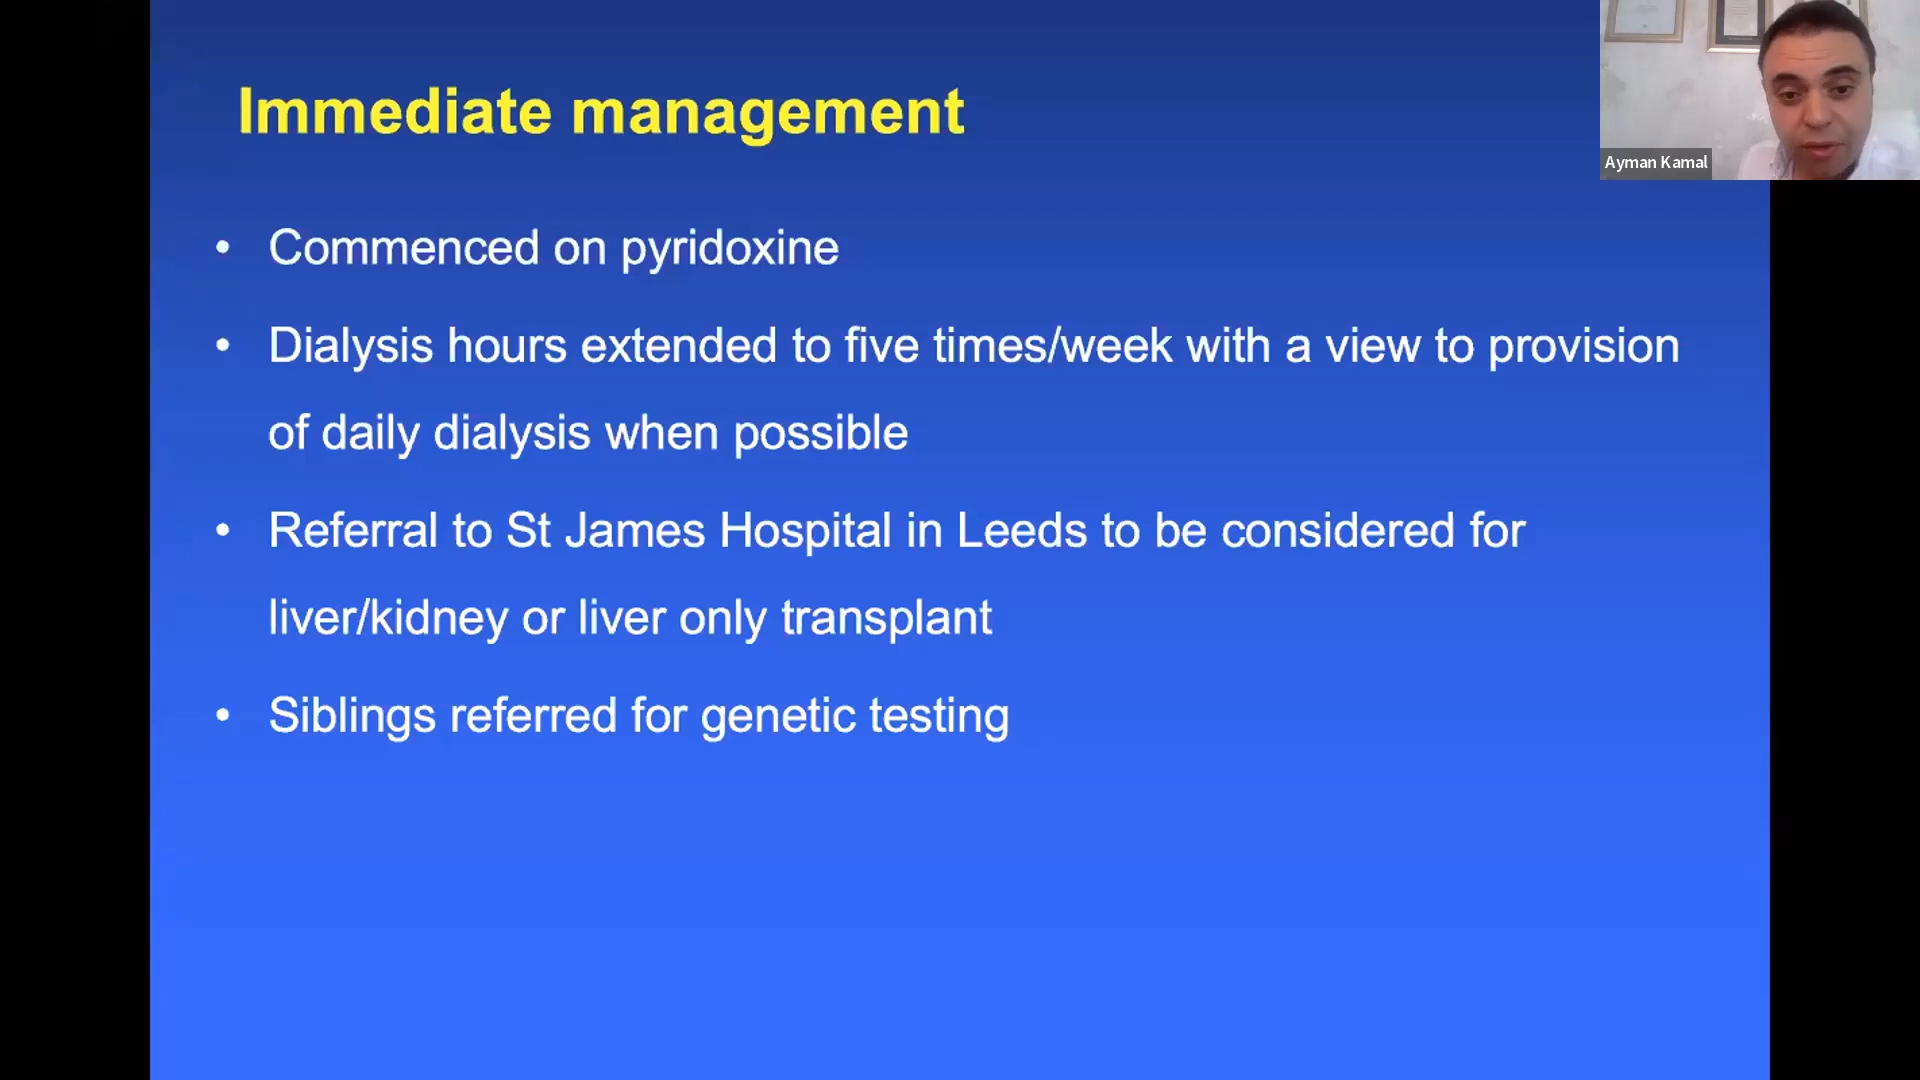 Immediate management
Ayman Kamal
• Commenced on pyridoxine
• Dialysis hours extended to five times/week with a view to provision
of daily dialysis when possible
• Referral to St James Hospital in Leeds to be considered for
liver/kidney or liver only transplant
• Siblings referred for genetic testing